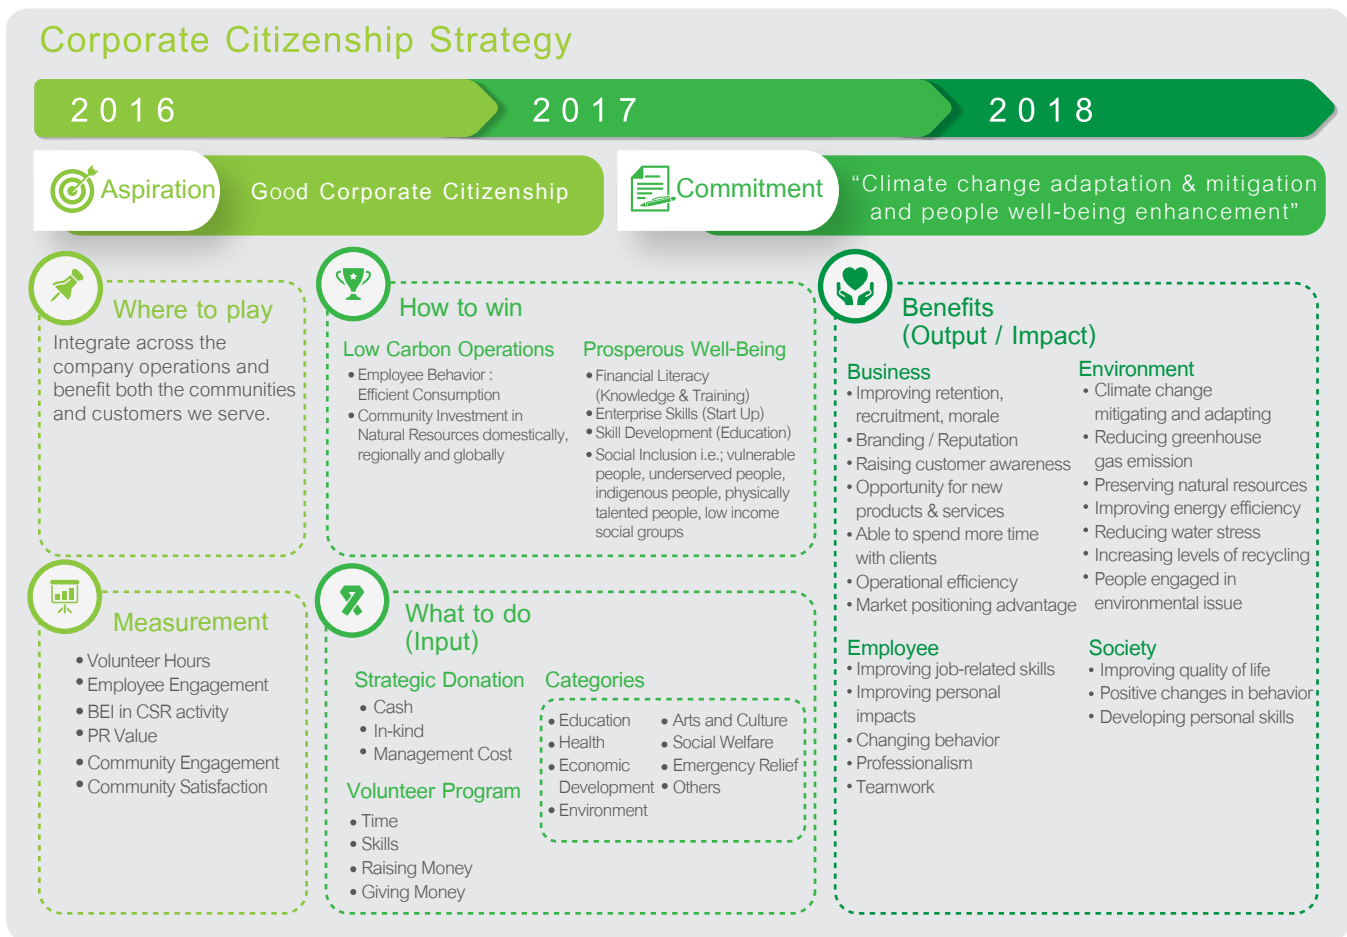 Corporate Citizenship Strategy
2016
2017
2018
Aspiration
Good Corporate Citizenship
Commitment
“Climate change adaptation & mitigation
and people well-being enhancement”
Where to play
Integrate across the
company operations and
benefit both the communities
and customers we serve.
How to win
Low Carbon Operations
• Employee Behavior :
Efficient Consumption
• Community Investment in
Natural Resources domestically,
regionally and globally
Prosperous Well-Being
• Financial Literacy
(Knowledge & Training)
• Enterprise Skills (Start Up)
• Skill Development (Education)
• Social Inclusion i.e.; vulnerable
people, underserved people,
indigenous people, physically
talented people, low income
social groups
Measurement
• Volunteer Hours
• Employee Engagement
• BEI in CSR activity
• PR Value
• Community Engagement
• Community Satisfaction
What to do
(Input)
Strategic Donation
• Cash
• In-kind
• Management Cost
Volunteer Program
• Time
• Skills
• Raising Money
• Giving Money
Categories
• Education
• Health
• Economic
Development
• Environment
• Arts and Culture
• Social Welfare
• Emergency Relief
• Others
Benefits
(Output / Impact)
Business
• Improving retention,
recruitment, morale
• Branding / Reputation
• Raising customer awareness
• Opportunity for new
products & services
• Able to spend more time
with clients
• Operational efficiency
• Market positioning advantage
Environment
• Climate change
mitigating and adapting
• Reducing greenhouse
gas emission
• Preserving natural resources
• Improving energy efficiency
• Reducing water stress
• Increasing levels of recycling
• People engaged in
environmental issue
Employee
• Improving job-related skills
• Improving personal
impacts
• Changing behavior
• Professionalism
• Teamwork
Society
• Improving quality of life
• Positive changes in behavior
• Developing personal skills